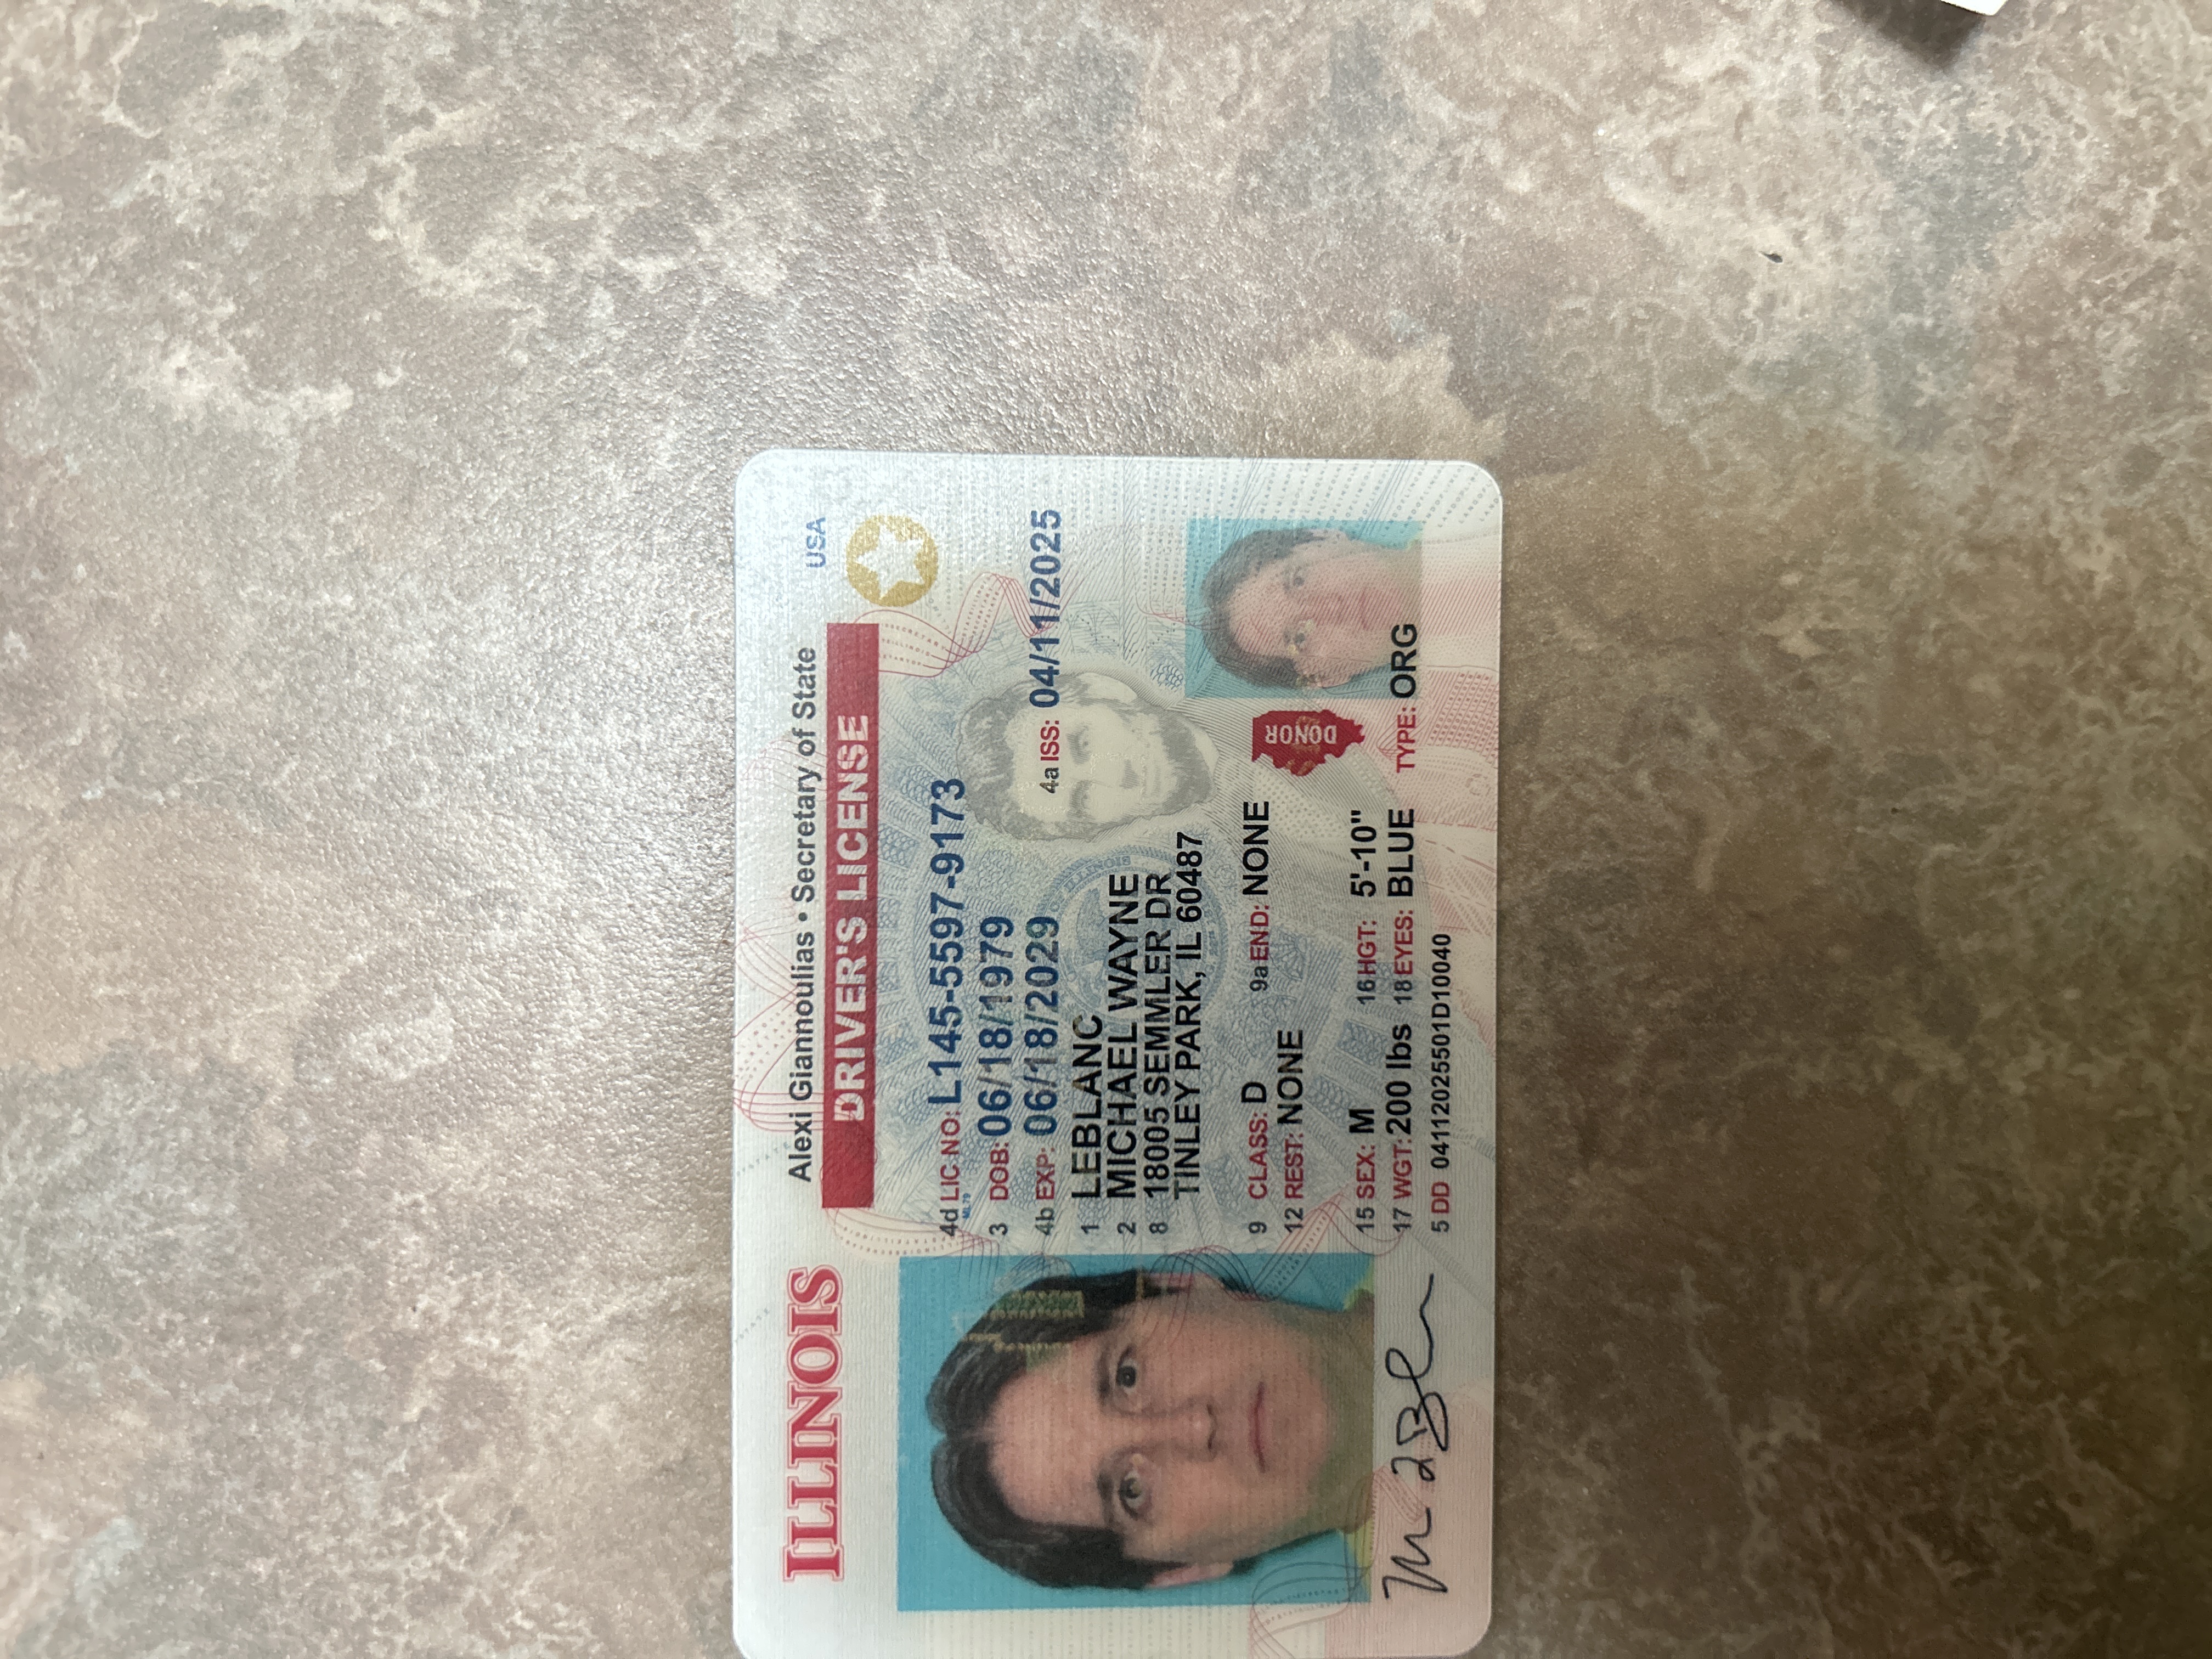 ILLINOIS
Alexi Giannoulias • Secretary of State
USA
DRIVER'S LICENSE
4d LIC NO: L145-5597-9173
ML79
3 DOB: 06/18/1979
4b EXP: 06/18/2029 4a ISS: 04/11/2025
1 LEBLANC
2 MICHAEL WAYNE
8 18005 SEMMLER DR
TINLEY PARK, IL 60487
9 CLASS: D 9a END: NONE
12 REST: NONE
DONOR
15 SEX: M 16 HGT: 5'-10"
17 WGT: 200 lbs 18 EYES: BLUE TYPE: ORG
5 DD 04112025501D10040